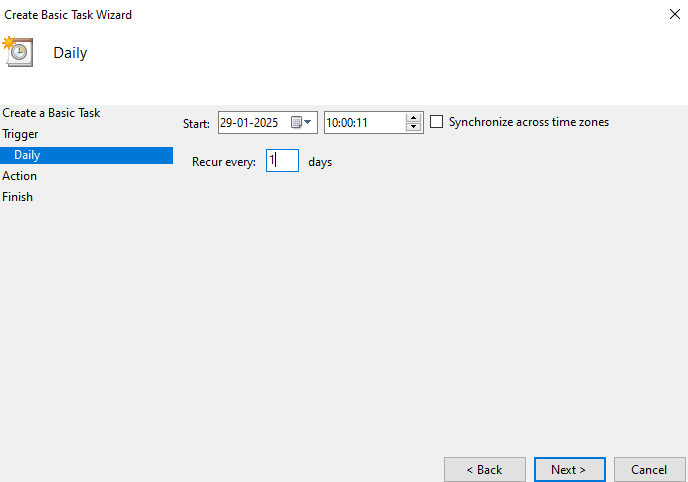 Create Basic Task Wizard
Daily
Create a Basic Task
Trigger
Daily
Action
Finish
Start: 29-01-2025 10:00:11 Synchronize across time zones
Recur every: 1 days
< Back Next > Cancel